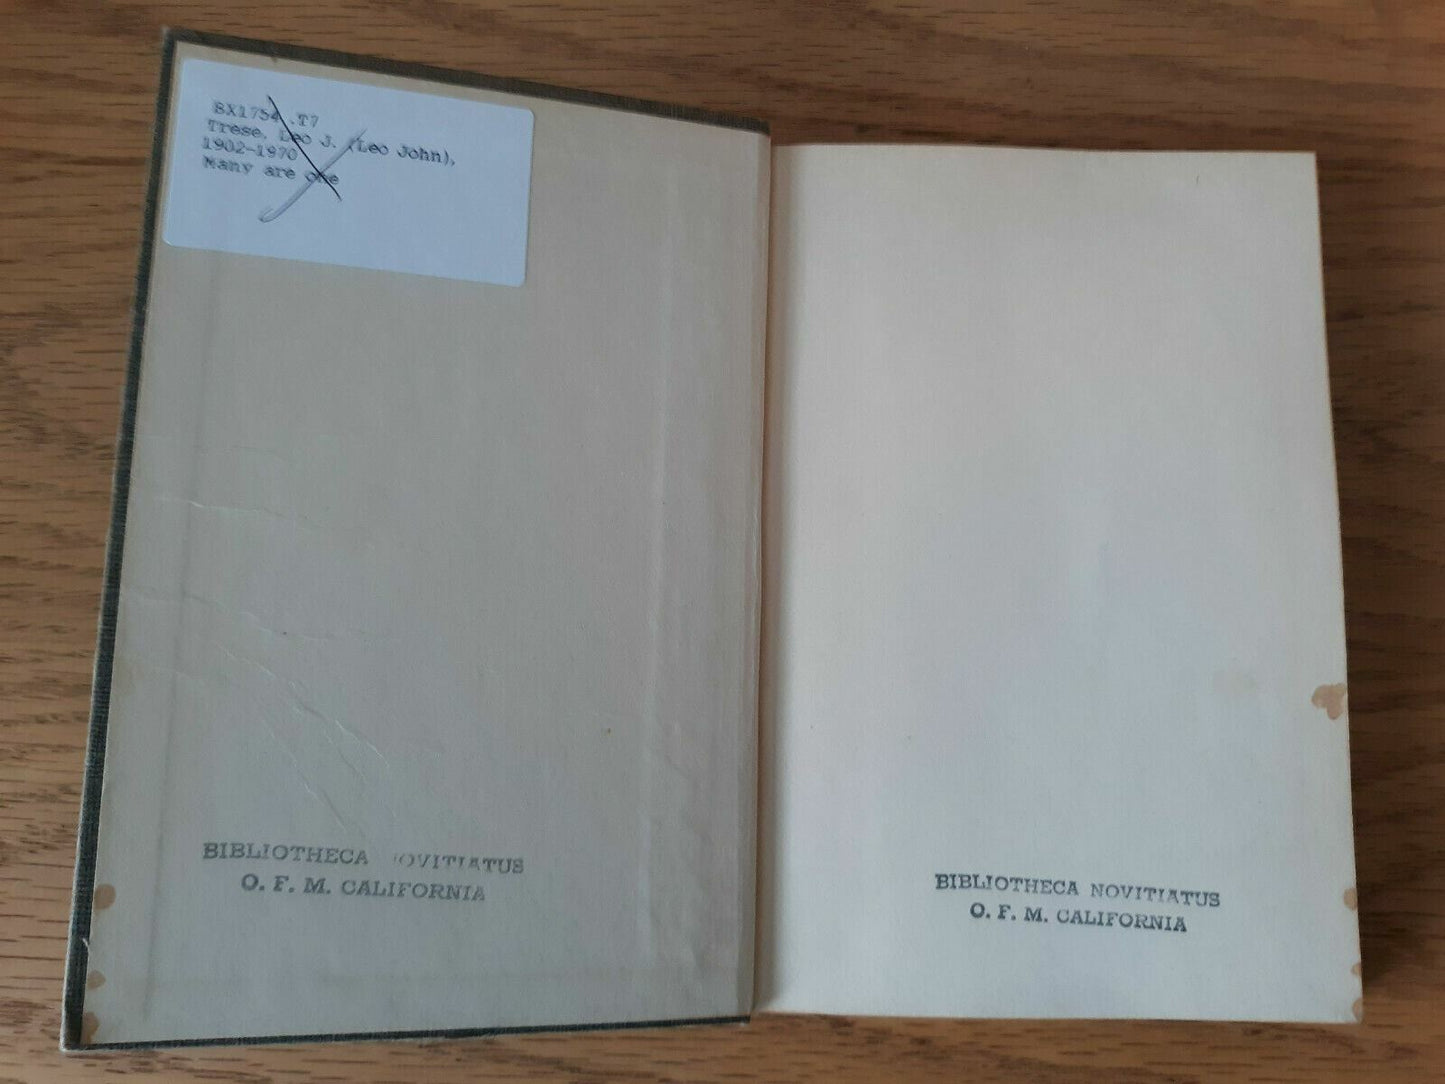 BX1754 .T7
Trese, Leo J. (Leo John),
1902-1970
Many are one
BIBLIOTHECA NOVITIATUS
O. F. M. CALIFORNIA
BIBLIOTHECA NOVITIATUS
O. F. M. CALIFORNIA